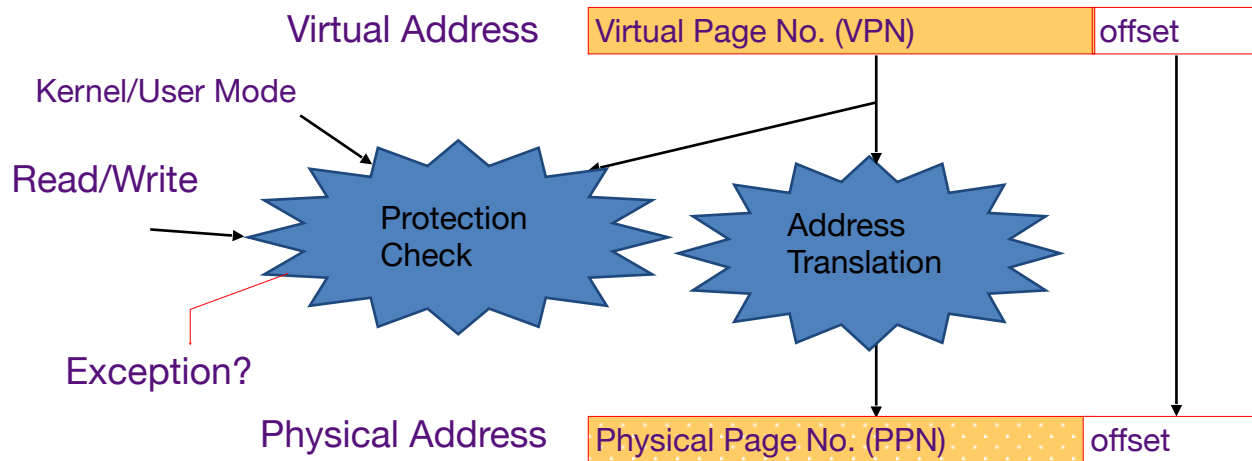 Virtual Address
Virtual Page No. (VPN)
offset
Kernel/User Mode
Read/Write
Protection
Check
Address
Translation
Exception?
Physical Address
Physical Page No. (PPN)
offset